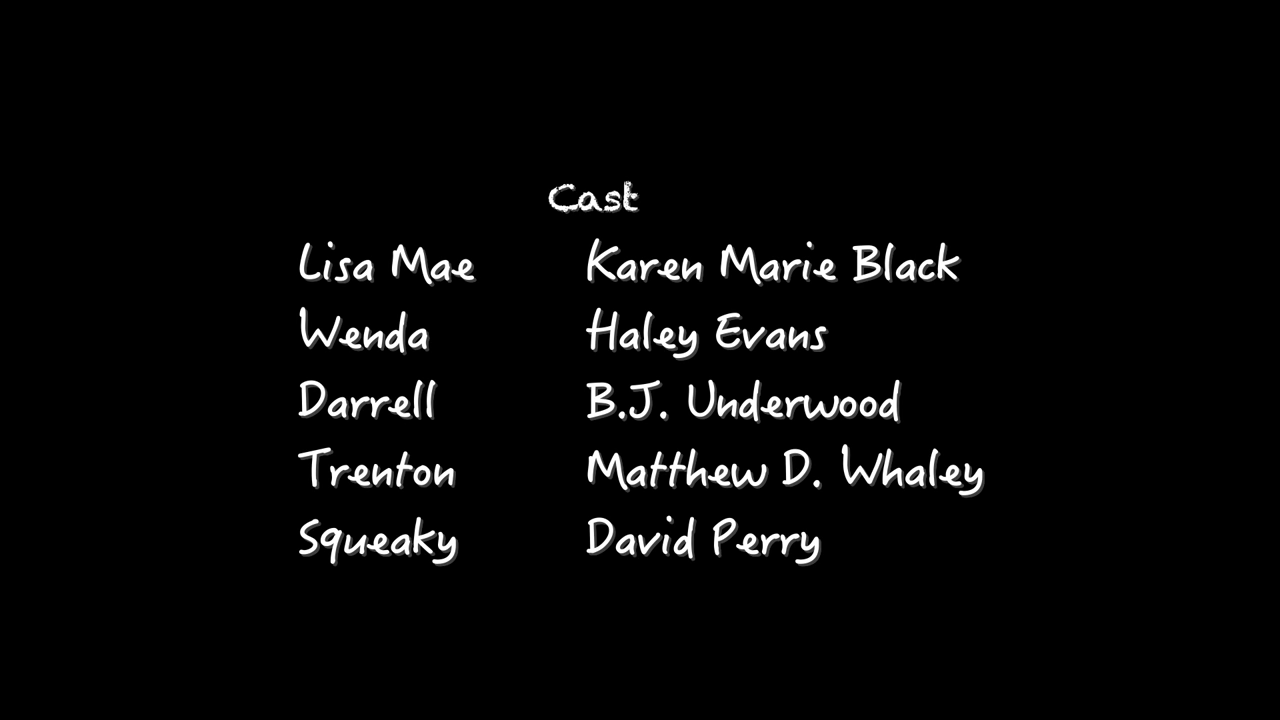 Cast
Lisa Mae Karen Marie Black
Wenda Haley Evans
Darrell B.J. Underwood
Trenton Matthew D. Whaley
Squeaky David Perry